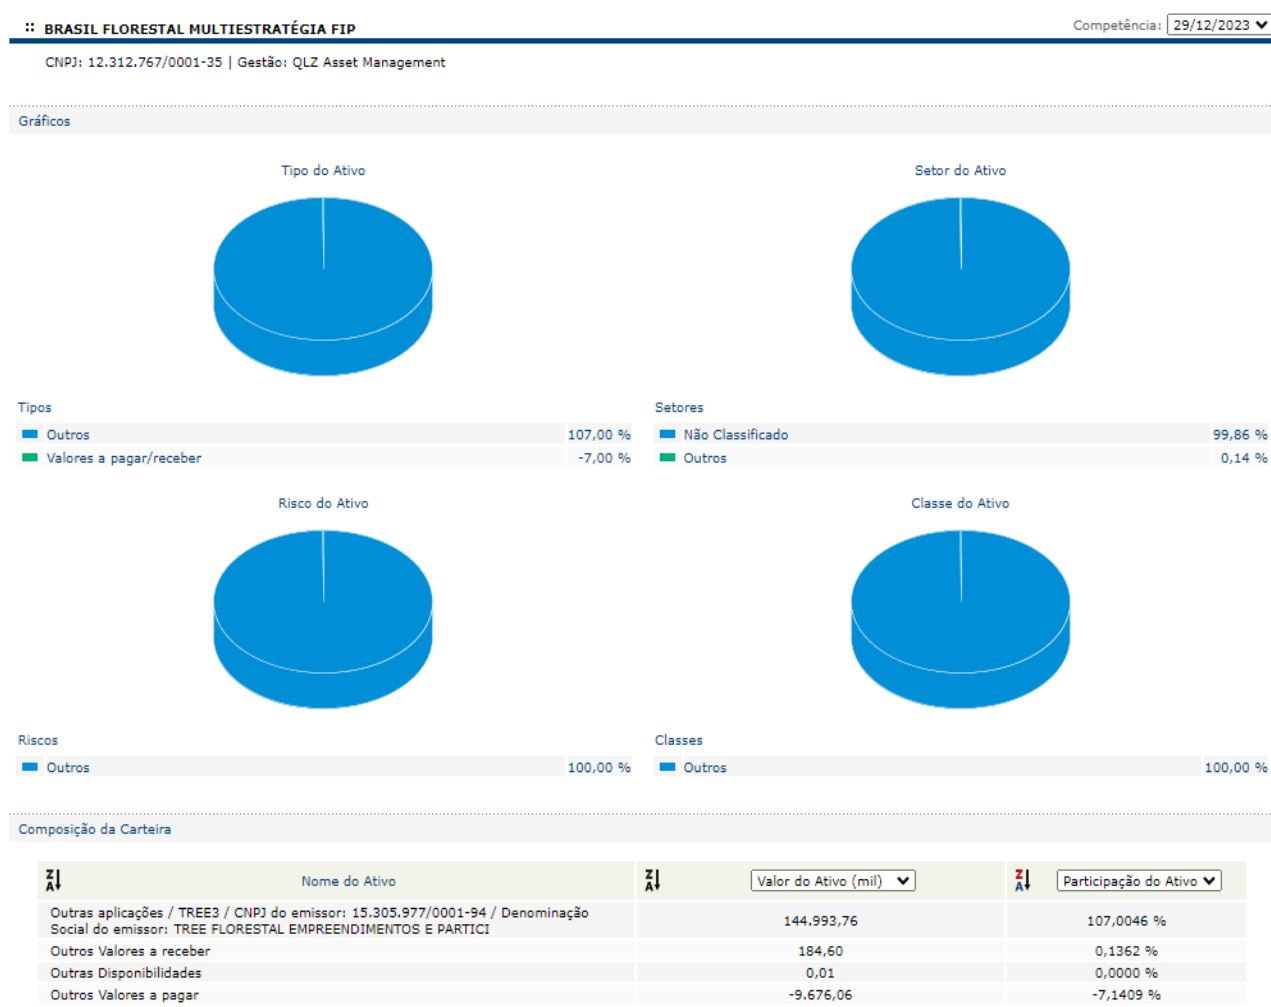 :: BRASIL FLORESTAL MULTIESTRATÉGIA FIP
Competência: 29/12/2023
CNPJ: 12.312.767/0001-35 | Gestão: QLZ Asset Management
Gráficos
Tipo do Ativo
Setor do Ativo
Tipos
Outros 107,00 %
Valores a pagar/receber -7,00 %
Setores
Não Classificado 99,86 %
Outros 0,14 %
Risco do Ativo
Classe do Ativo
Riscos
Outros 100,00 %
Classes
Outros 100,00 %
Composição da Carteira
Nome do Ativo Valor do Ativo (mil) Participação do Ativo
Outras aplicações / TREE3 / CNPJ do emissor: 15.305.977/0001-94 / Denominação
Social do emissor: TREE FLORESTAL EMPREENDIMENTOS E PARTICI
144.993,76 107,0046 %
Outros Valores a receber 184,60 0,1362 %
Outras Disponibilidades 0,01 0,0000 %
Outros Valores a pagar -9.676,06 -7,1409 %